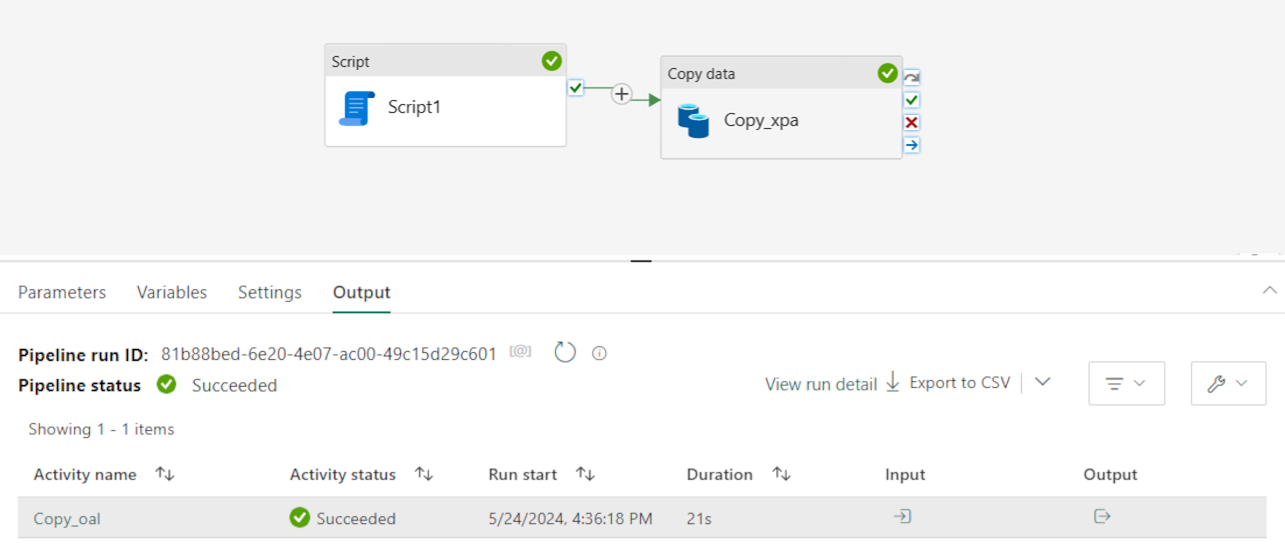 Script
Script1
Copy data
Copy_xpa
Parameters Variables Settings Output
Pipeline run ID: 81b88bed-6e20-4e07-ac00-49c15d29c601 [@]
Pipeline status Succeeded
View run detail Export to CSV
Showing 1 - 1 items
Activity name Activity status Run start Duration Input Output
Copy_oal Succeeded 5/24/2024, 4:36:18 PM 21s